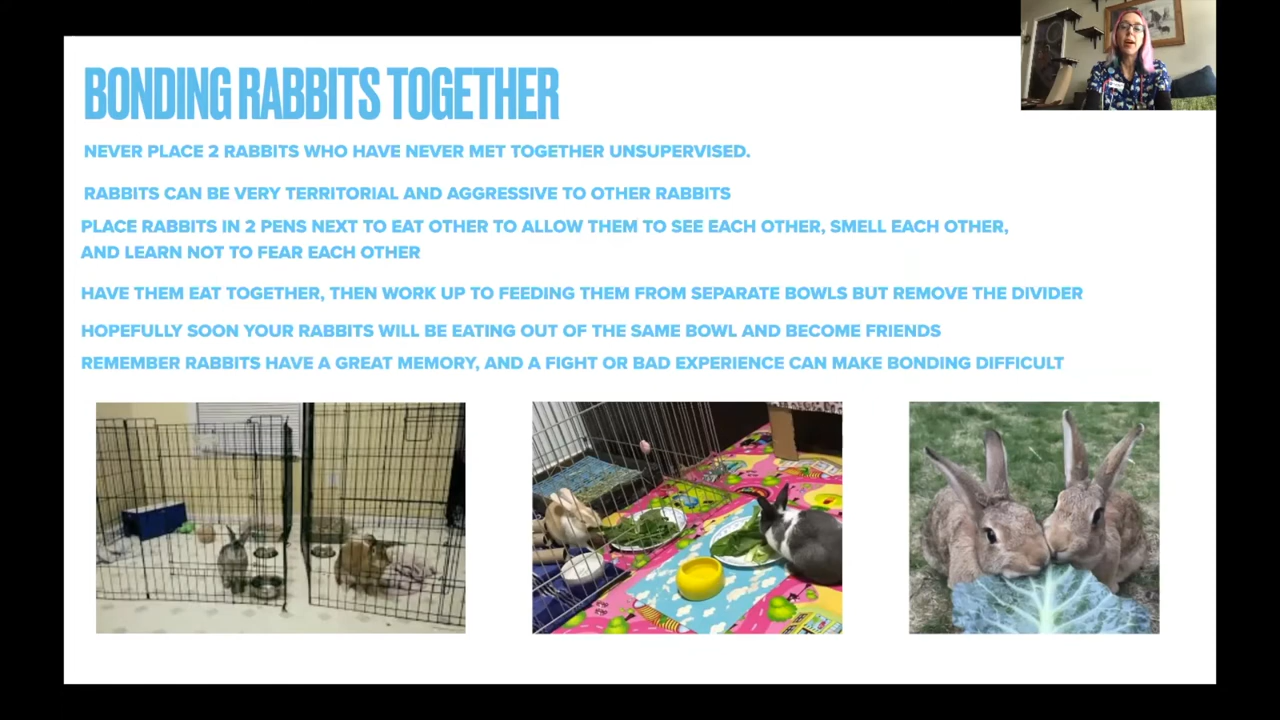 BONDING RABBITS TOGETHER
NEVER PLACE 2 RABBITS WHO HAVE NEVER MET TOGETHER UNSUPERVISED.
RABBITS CAN BE VERY TERRITORIAL AND AGGRESSIVE TO OTHER RABBITS
PLACE RABBITS IN 2 PENS NEXT TO EAT OTHER TO ALLOW THEM TO SEE EACH OTHER, SMELL EACH OTHER,
AND LEARN NOT TO FEAR EACH OTHER
HAVE THEM EAT TOGETHER, THEN WORK UP TO FEEDING THEM FROM SEPARATE BOWLS BUT REMOVE THE DIVIDER
HOPEFULLY SOON YOUR RABBITS WILL BE EATING OUT OF THE SAME BOWL AND BECOME FRIENDS
REMEMBER RABBITS HAVE A GREAT MEMORY, AND A FIGHT OR BAD EXPERIENCE CAN MAKE BONDING DIFFICULT